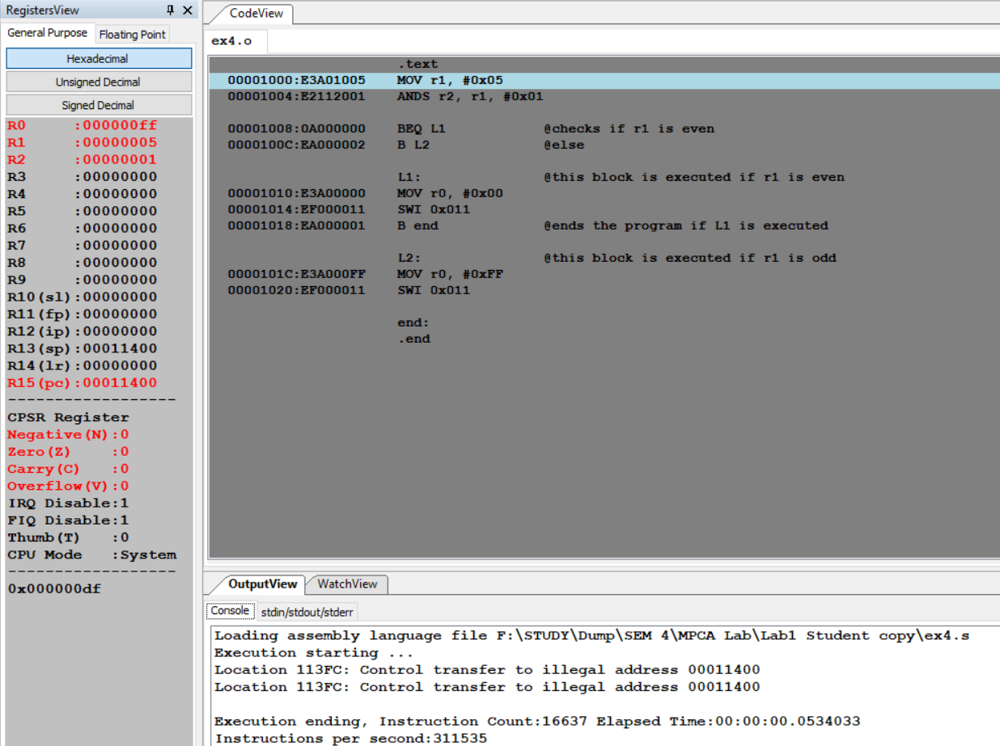 RegistersView
General Purpose Floating Point
Hexadecimal
Unsigned Decimal
Signed Decimal
R0 :000000ff
R1 :00000005
R2 :00000001
R3 :00000000
R4 :00000000
R5 :00000000
R6 :00000000
R7 :00000000
R8 :00000000
R9 :00000000
R10(sl):00000000
R11(fp):00000000
R12(ip):00000000
R13(sp):00011400
R14(lr):00000000
R15(pc):00011400
------------------
CPSR Register
Negative(N):0
Zero(Z) :0
Carry(C) :0
Overflow(V):0
IRQ Disable:1
FIQ Disable:1
Thumb(T) :0
CPU Mode :System
------------------
0x000000df
CodeView
ex4.o
.text
00001000:E3A01005 MOV r1, #0x05
00001004:E2112001 ANDS r2, r1, #0x01
00001008:0A000000 BEQ L1 @checks if r1 is even
0000100C:EA000002 B L2 @else
L1: @this block is executed if r1 is even
00001010:E3A00000 MOV r0, #0x00
00001014:EF000011 SWI 0x011
00001018:EA000001 B end @ends the program if L1 is executed
L2: @this block is executed if r1 is odd
0000101C:E3A000FF MOV r0, #0xFF
00001020:EF000011 SWI 0x011
end:
.end
OutputView WatchView
Console stdin/stdout/stderr
Loading assembly language file F:\STUDY\Dump\SEM 4\MPCA Lab\Lab1 Student copy\ex4.s
Execution starting ...
Location 113FC: Control transfer to illegal address 00011400
Location 113FC: Control transfer to illegal address 00011400
Execution ending, Instruction Count:16637 Elapsed Time:00:00:00.0534033
Instructions per second:311535